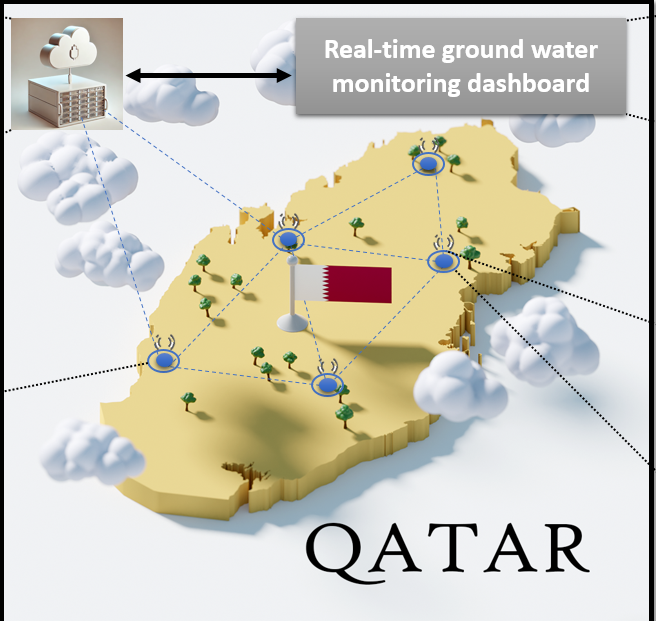 Real-time ground water
monitoring dashboard
QATAR